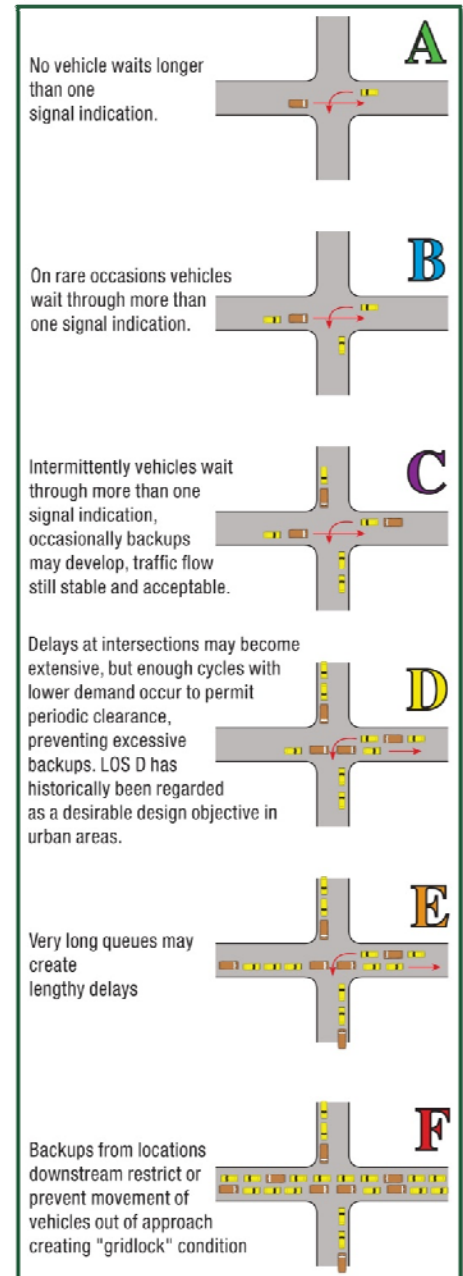 A
No vehicle waits longer
than one
signal indication.
B
On rare occasions vehicles
wait through more than
one signal indication.
C
Intermittently vehicles wait
through more than one
signal indication,
occasionally backups
may develop, traffic flow
still stable and acceptable.
Delays at intersections may become
extensive, but enough cycles with
lower demand occur to permit
periodic clearance,
preventing excessive
backups. LOS D has
historically been regarded
as a desirable design objective in
urban areas.
D
E
Very long queues may
create
lengthy delays
F
Backups from locations
downstream restrict or
prevent movement of
vehicles out of approach
creating "gridlock" condition